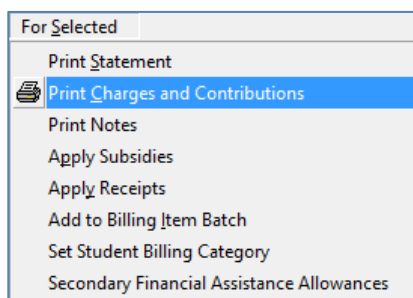 For Selected
Print Statement
Print Charges and Contributions
Print Notes
Apply Subsidies
Apply Receipts
Add to Billing Item Batch
Set Student Billing Category
Secondary Financial Assistance Allowances